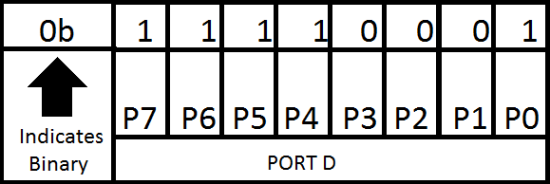 0b 1 1 1 1 0 0 0 1
P7 P6 P5 P4 P3 P2 P1 P0
Indicates
Binary
PORT D